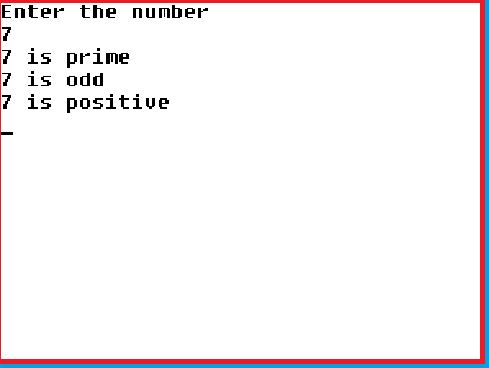 Enter the number
7
7 is prime
7 is odd
7 is positive